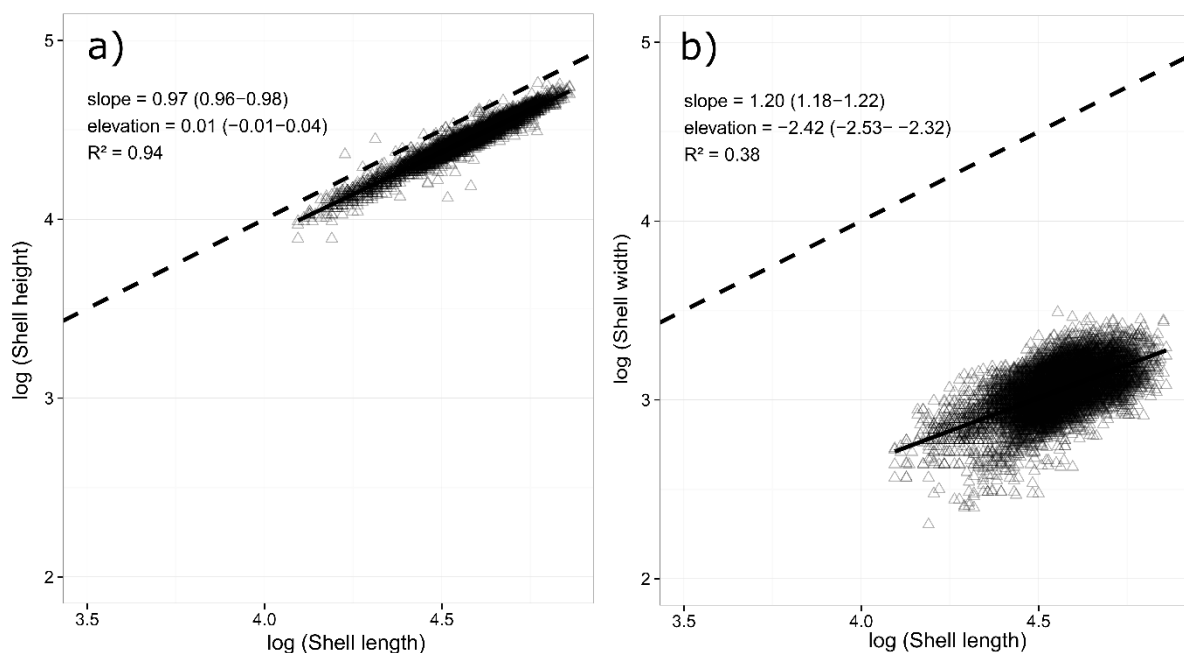 a)
slope = 0.97 (0.96−0.98)
elevation = 0.01 (−0.01−0.04)
R² = 0.94
log (Shell height)
5
4
3
2
3.5
4.0
4.5
log (Shell length)
b)
slope = 1.20 (1.18−1.22)
elevation = −2.42 (−2.53− −2.32)
R² = 0.38
log (Shell width)
5
4
3
2
3.5
4.0
4.5
log (Shell length)